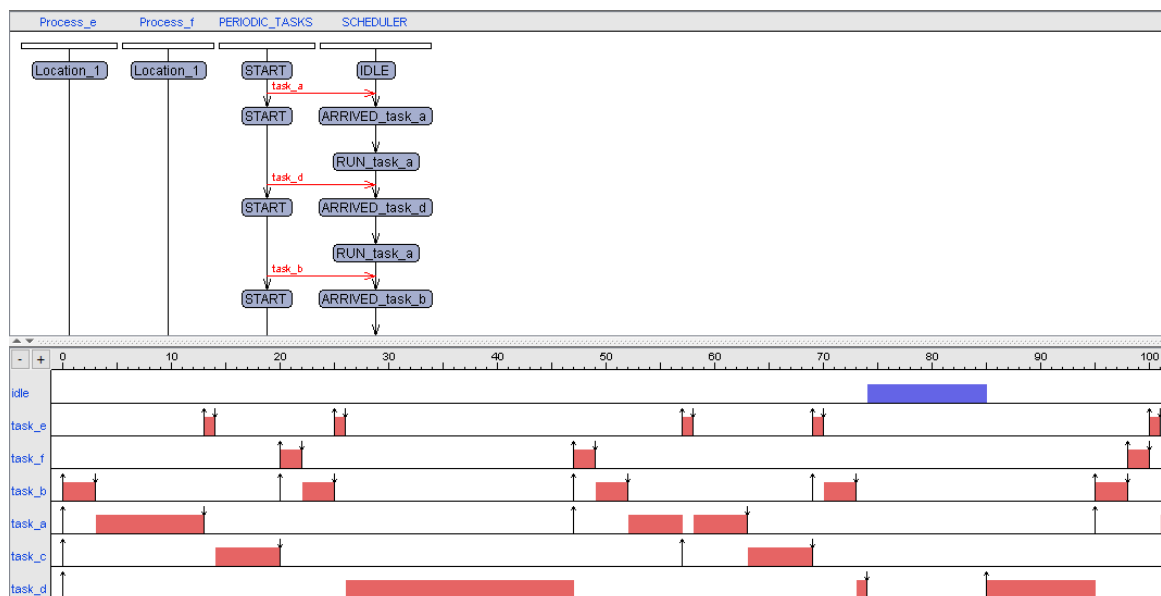 Process_e Process_f PERIODIC_TASKS SCHEDULER
Location_1 Location_1 START IDLE
task_a
START ARRIVED_task_a
RUN_task_a
task_d
START ARRIVED_task_d
RUN_task_a
task_b
START ARRIVED_task_b
- + 0 10 20 30 40 50 60 70 80 90 100
idle
task_e
task_f
task_b
task_a
task_c
task_d